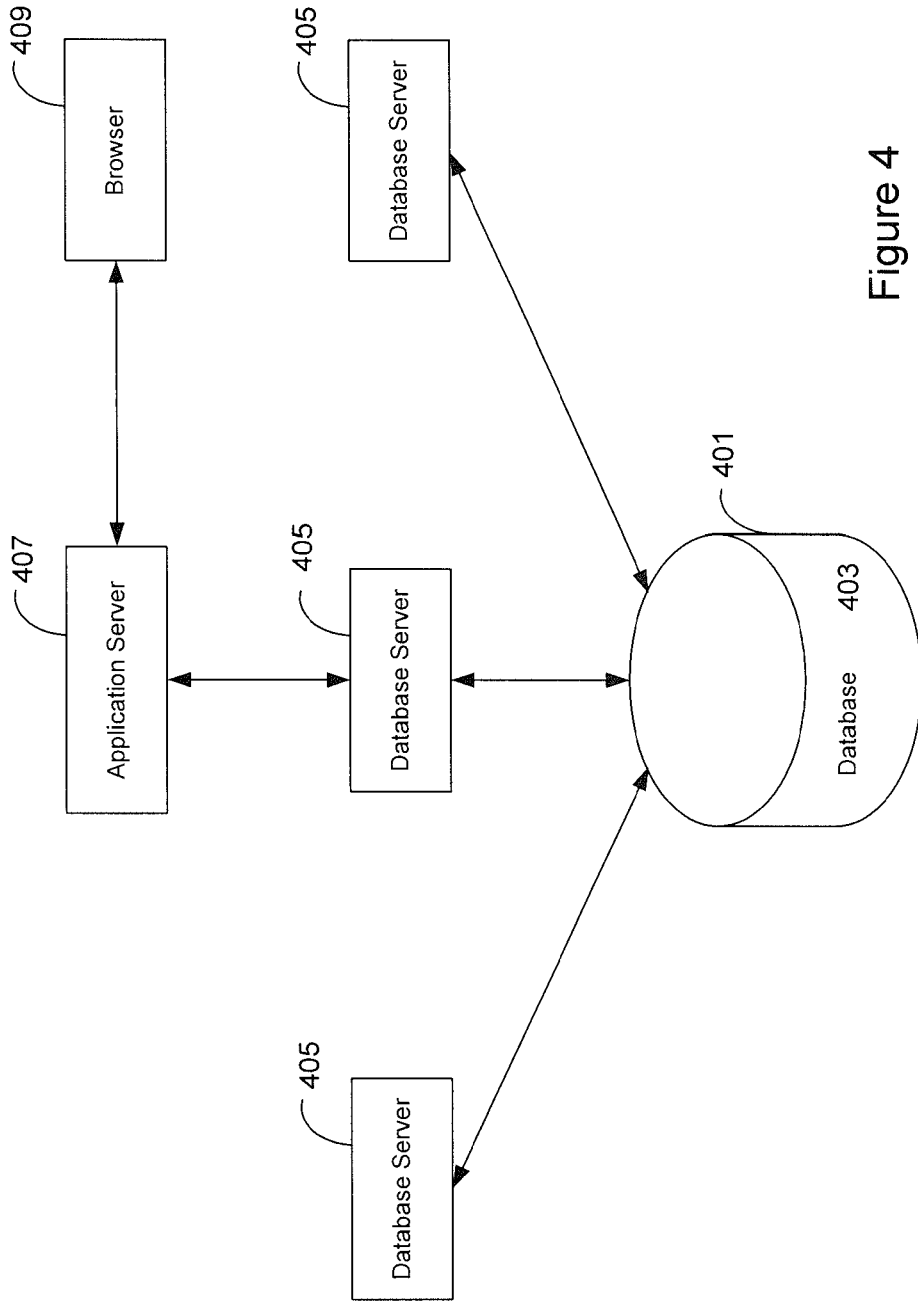 409
Browser
407
Application Server
405
Database Server
405
Database Server
405
Database Server
401
403
Database
Figure 4